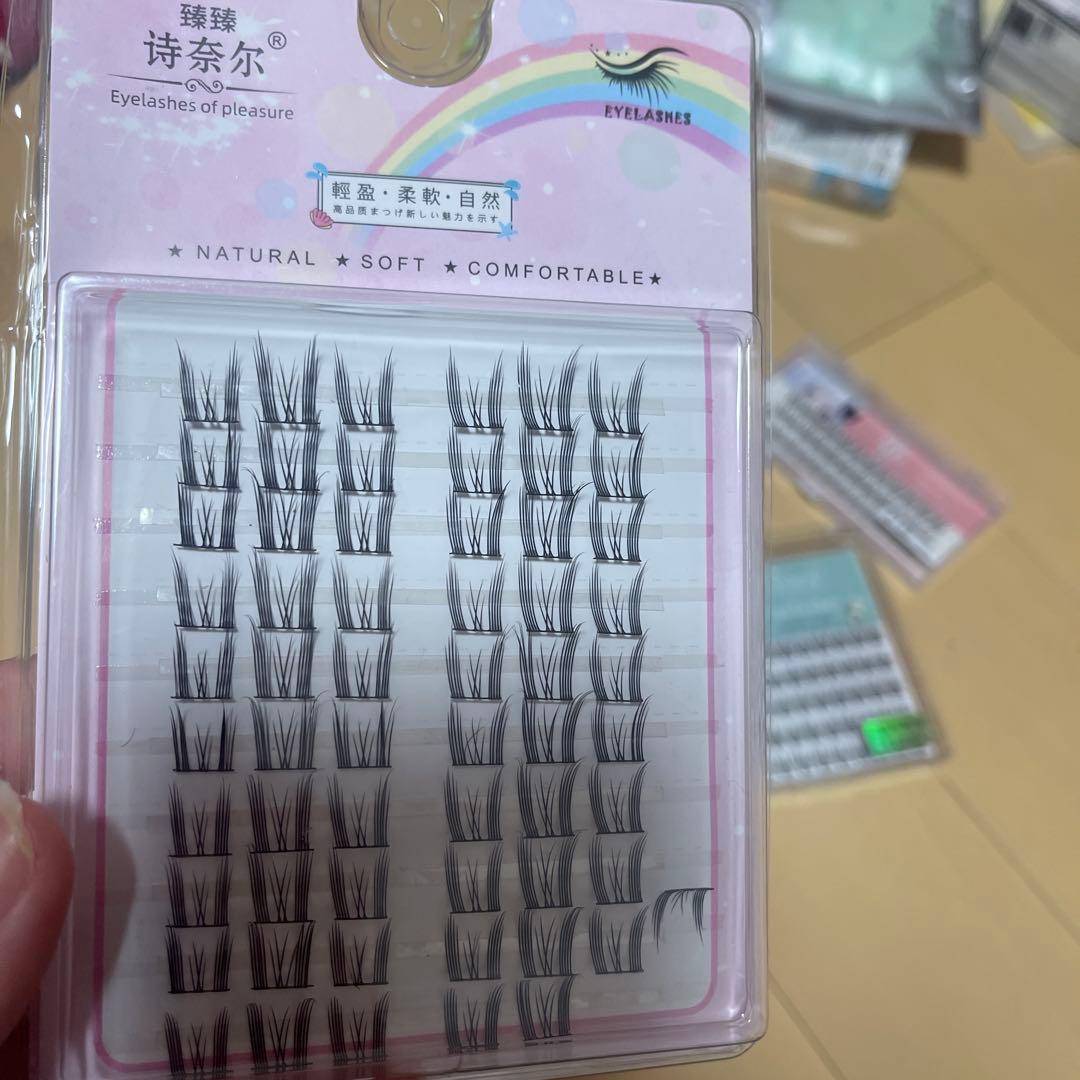 臻臻
诗奈尔®
Eyelashes of pleasure
EYELASHES
輕盈·柔軟·自然
高品质まつげ新しい魅力を示す
★ NATURAL ★ SOFT ★ COMFORTABLE★